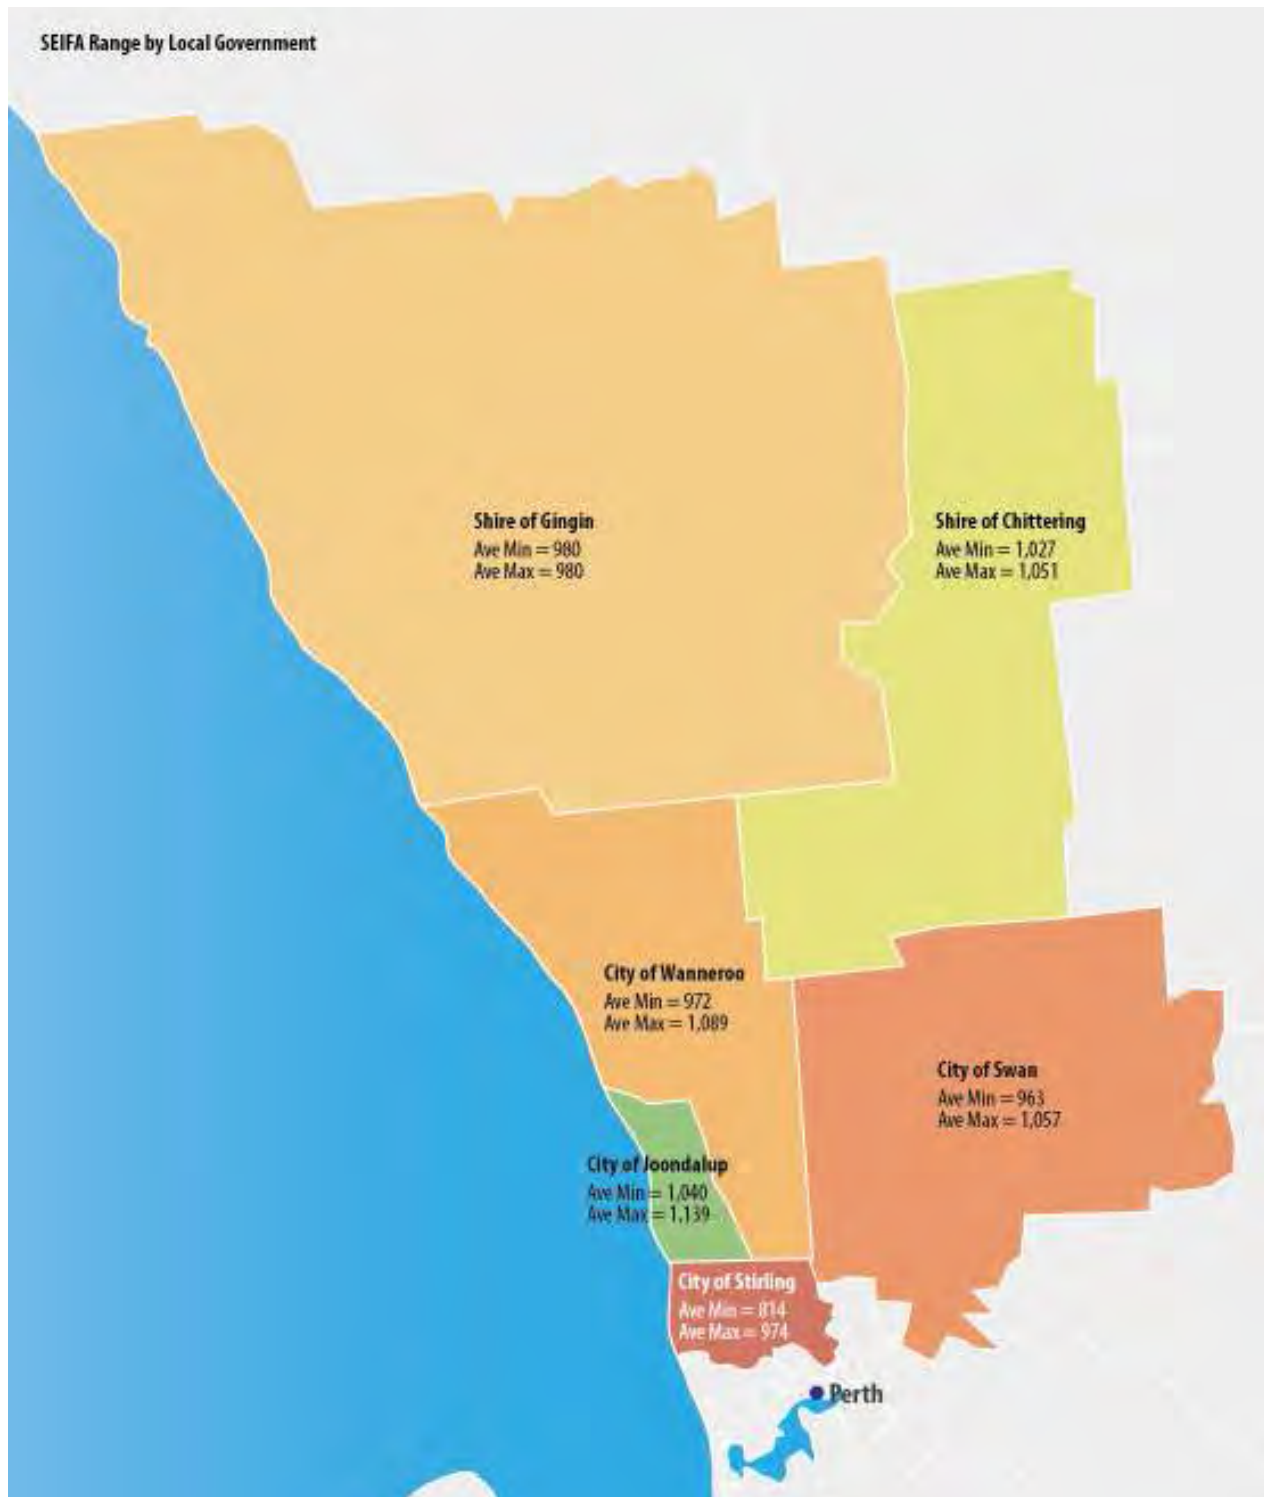 SEIFA Range by Local Government
Shire of Gingin
Ave Min = 980
Ave Max = 980
Shire of Chittering
Ave Min = 1,027
Ave Max = 1,051
City of Wanneroo
Ave Min = 972
Ave Max = 1,089
City of Swan
Ave Min = 963
Ave Max = 1,057
City of Joondalup
Ave Min = 1,040
Ave Max = 1,139
City of Stirling
Ave Min = 814
Ave Max = 974
Perth